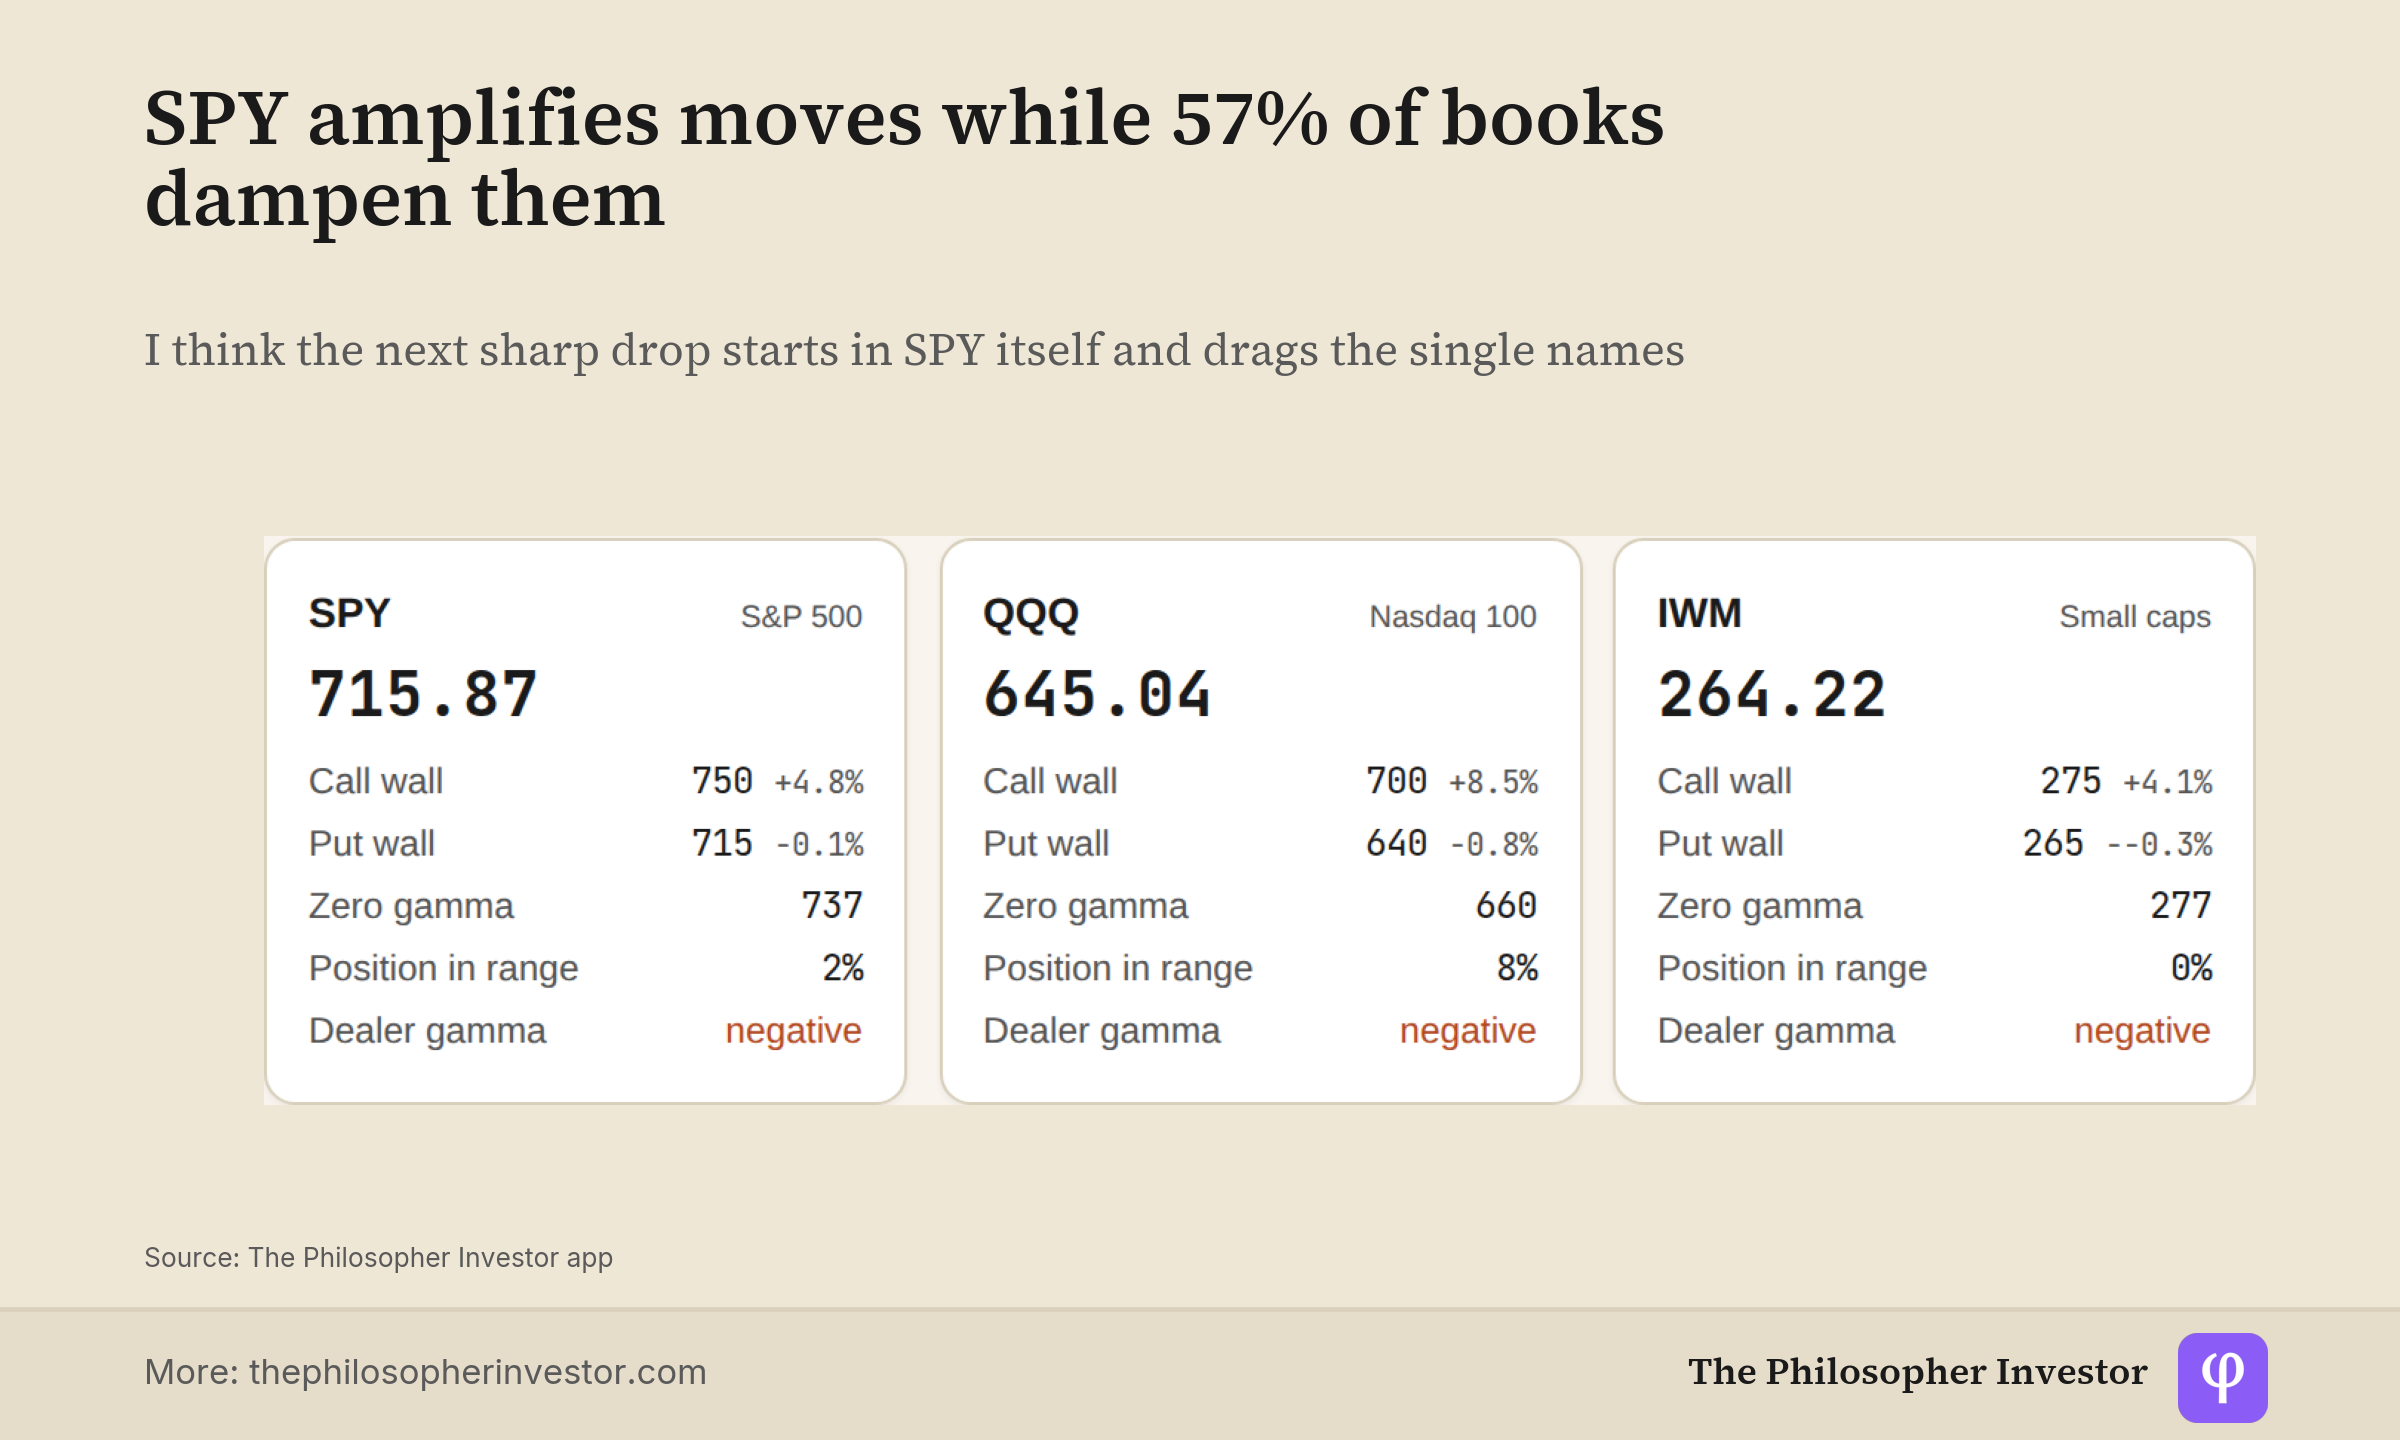 SPY amplifies moves while 57% of books
dampen them
I think the next sharp drop starts in SPY itself and drags the single names
SPY S&P 500
715.87
Call wall 750 +4.8%
Put wall 715 -0.1%
Zero gamma 737
Position in range 2%
Dealer gamma negative
QQQ Nasdaq 100
645.04
Call wall 700 +8.5%
Put wall 640 -0.8%
Zero gamma 660
Position in range 8%
Dealer gamma negative
IWM Small caps
264.22
Call wall 275 +4.1%
Put wall 265 --0.3%
Zero gamma 277
Position in range 0%
Dealer gamma negative
Source: The Philosopher Investor app
More: thephilosopherinvestor.com
The Philosopher Investor φ